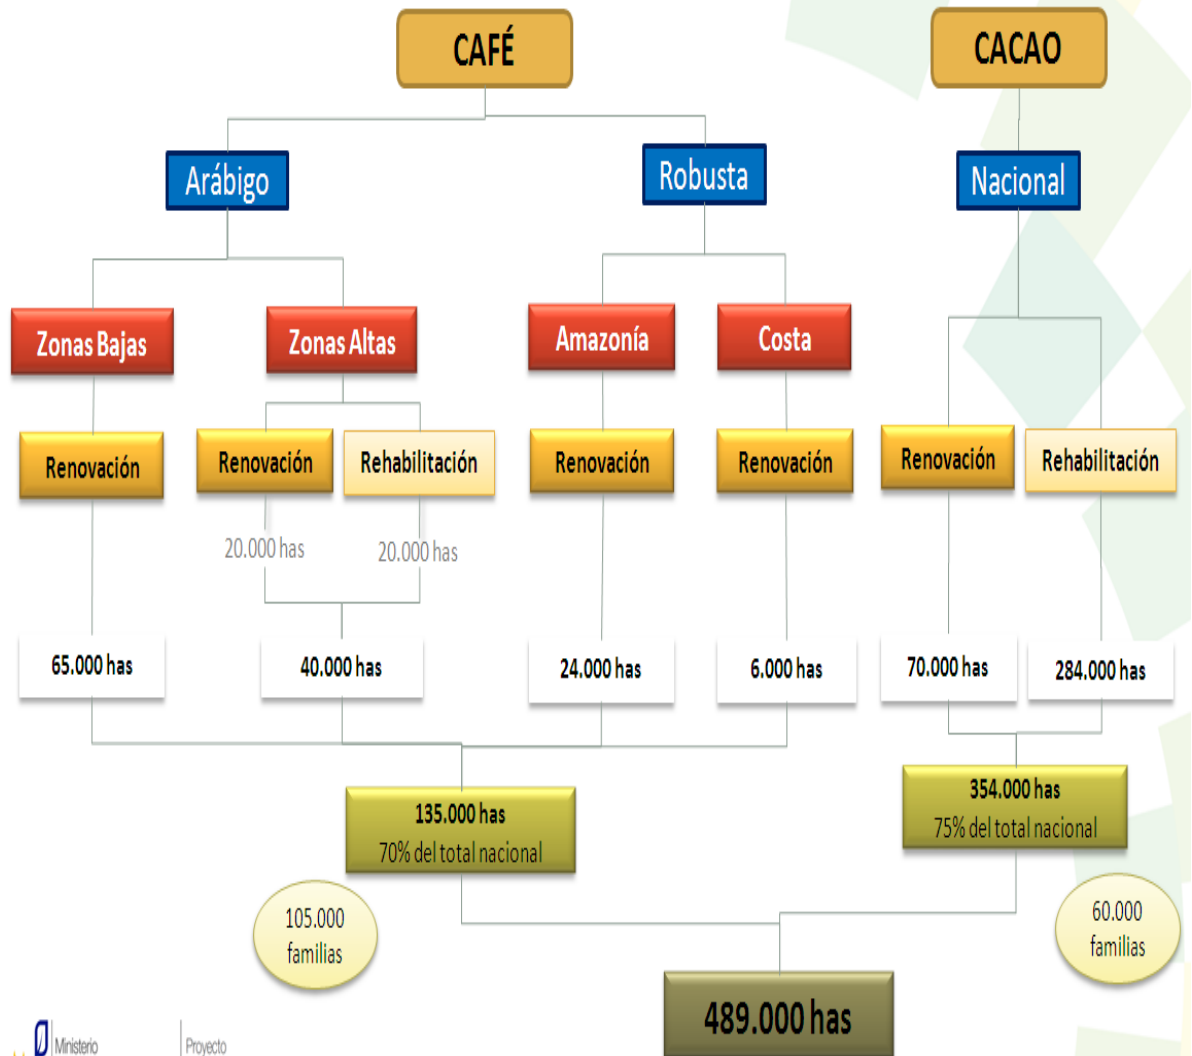 CAFÉ
CACAO
Arábigo
Robusta
Nacional
Zonas Bajas
Zonas Altas
Amazonía
Costa
Renovación
Renovación
Rehabilitación
Renovación
Renovación
Renovación
Rehabilitación
20.000 has
20.000 has
65.000 has
40.000 has
24.000 has
6.000 has
70.000 has
284.000 has
135.000 has
70% del total nacional
354.000 has
75% del total nacional
105.000
familias
60.000
familias
489.000 has
Ministerio
Proyecto